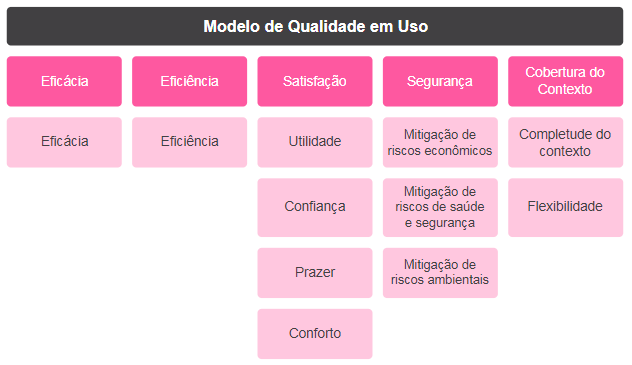 Modelo de Qualidade em Uso
Eficácia
Eficiência
Satisfação
Segurança
Cobertura do
Contexto
Eficácia
Eficiência
Utilidade
Mitigação de
riscos econômicos
Completude do
contexto
Confiança
Mitigação de
riscos de saúde
e segurança
Flexibilidade
Prazer
Mitigação de
riscos ambientais
Conforto